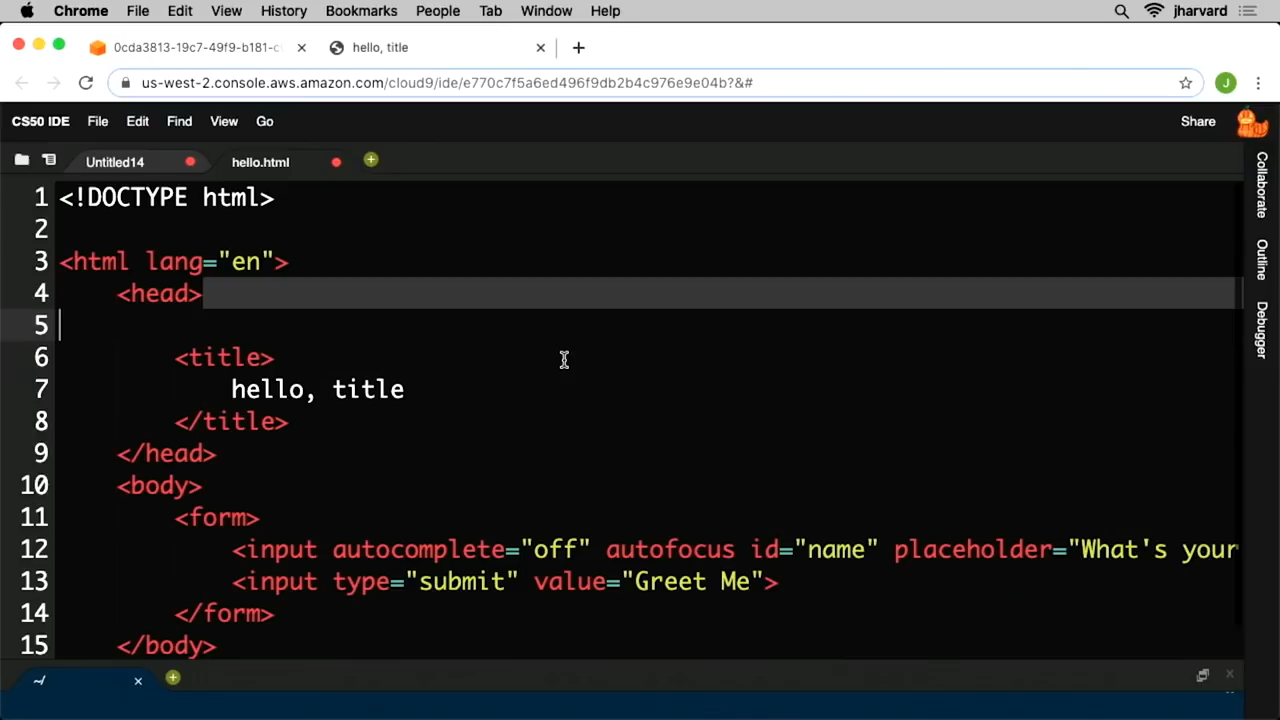 Chrome File Edit View History Bookmarks People Tab Window Help jharvard
0cda3813-19c7-49f9-b181-c hello, title
us-west-2.console.aws.amazon.com/cloud9/ide/e770c7f5a6ed496f9db2b4c976e9e04b?&# J
CS50 IDE File Edit Find View Go Share
Untitled14 hello.html
1 <!DOCTYPE html>
2
3 <html lang="en">
4 <head>
5
6 <title>
7 hello, title
8 </title>
9 </head>
10 <body>
11 <form>
12 <input autocomplete="off" autofocus id="name" placeholder="What's your
13 <input type="submit" value="Greet Me">
14 </form>
15 </body>
~/
Collaborate
Outline
Debugger